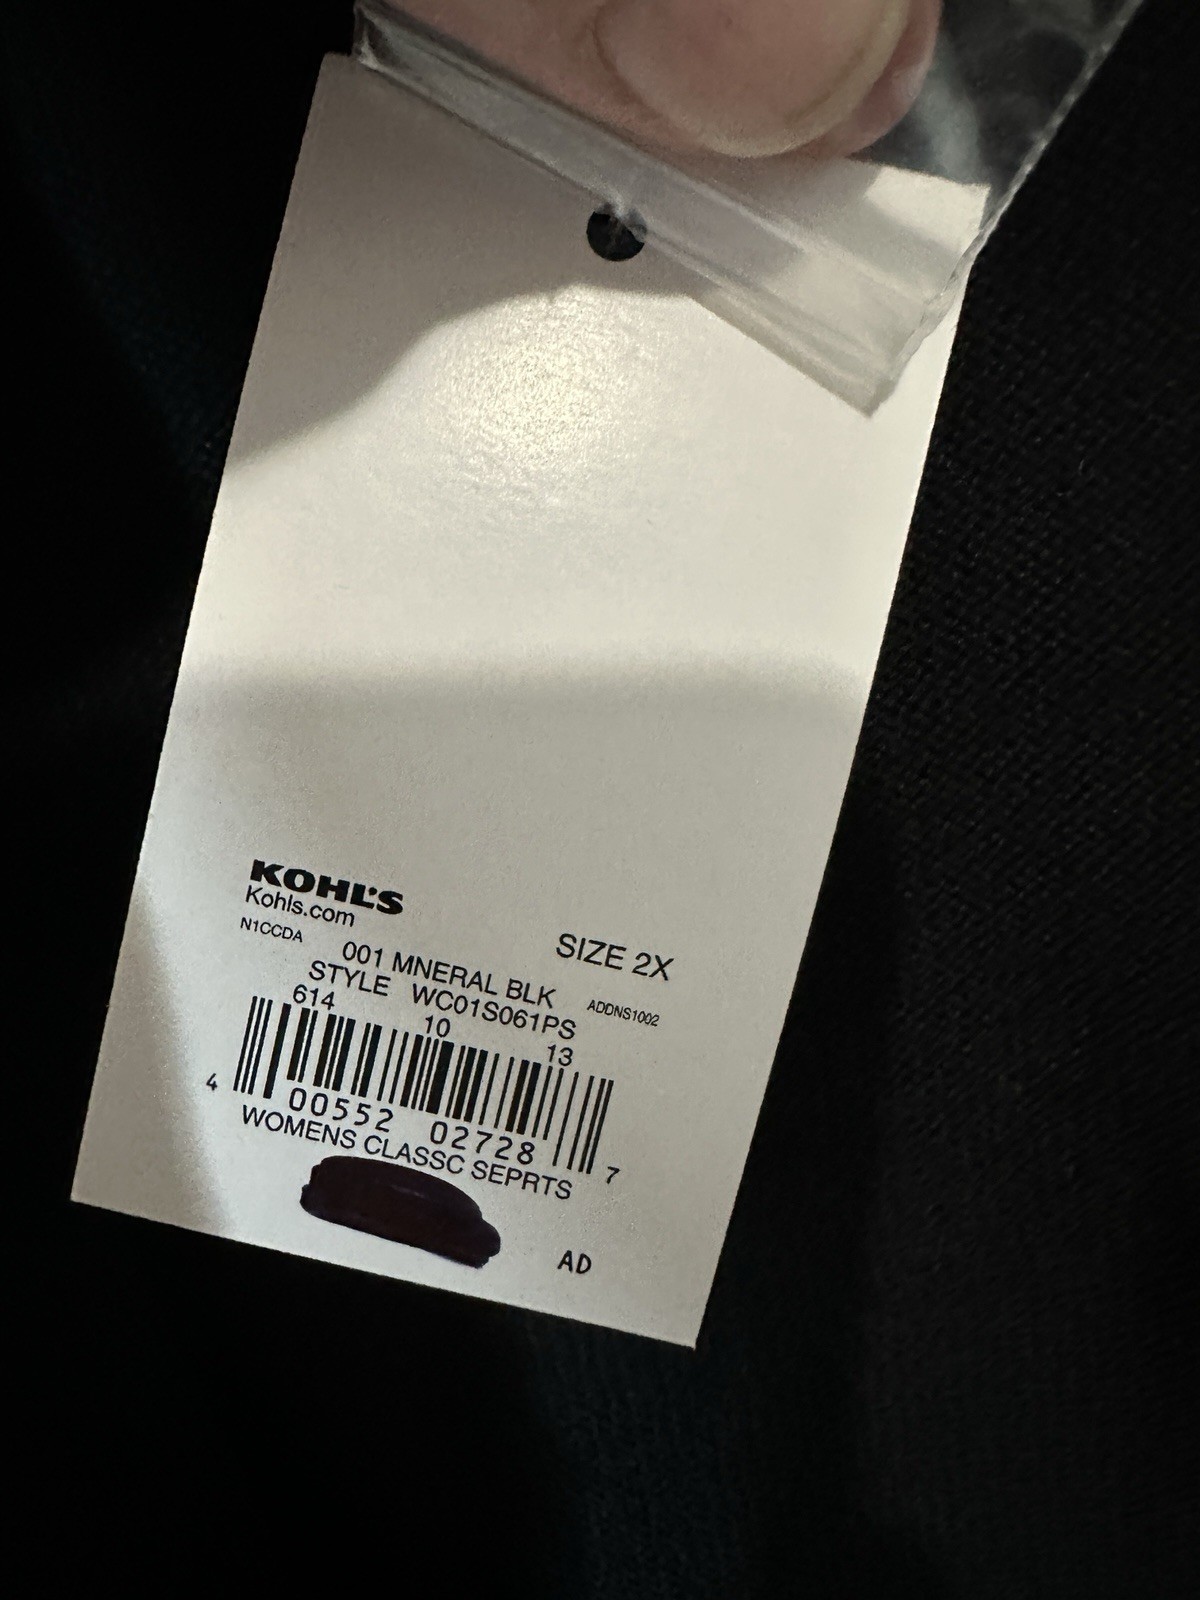 KOHL'S
Kohls.com
N1CCDA
SIZE 2X
001 MNERAL BLK
STYLE WC01S061PS
ADDNS1002
614 10 13
4 00552 02728 7
WOMENS CLASSC SEPRTS
AD